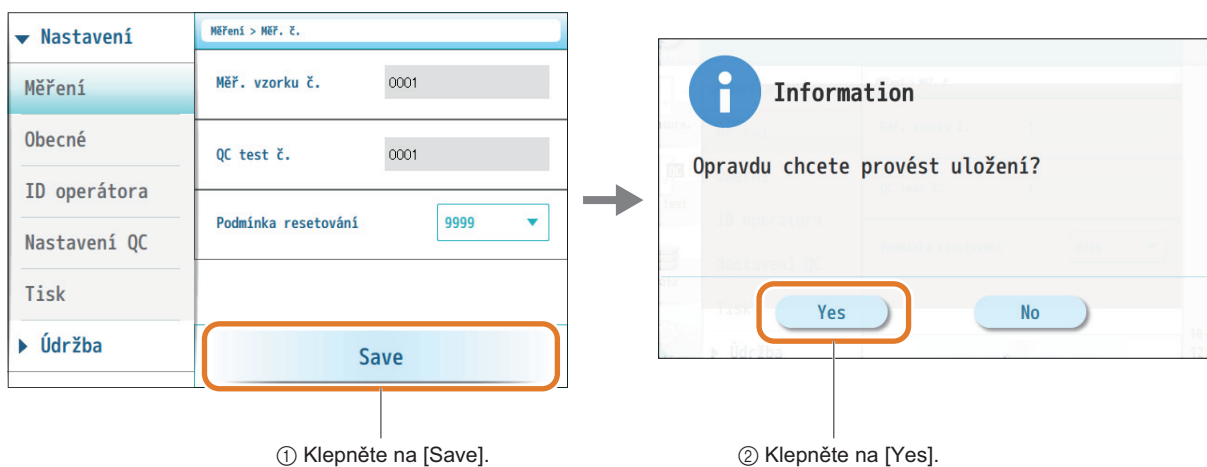 ▼ Nastavení
Měření
Obecné
ID operátora
Nastavení QC
Tisk
▶ Údržba
Měření > Měř. č.
Měř. vzorku č. 0001
QC test č. 0001
Podmínka resetování 9999 ▼
Save
① Klepněte na [Save].
Information
Opravdu chcete provést uložení?
Yes No
② Klepněte na [Yes].